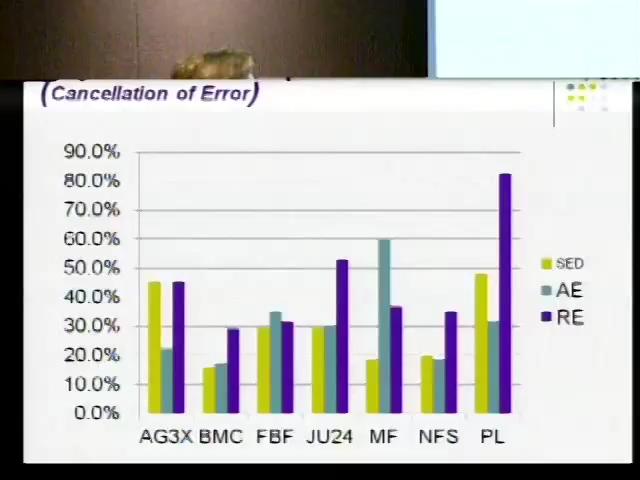 (Cancellation of Error)
90.0%
80.0%
70.0%
60.0%
50.0%
40.0%
30.0%
20.0%
10.0%
0.0%
AG3X BMC FBF JU24 MF NFS PL
SED
AE
RE